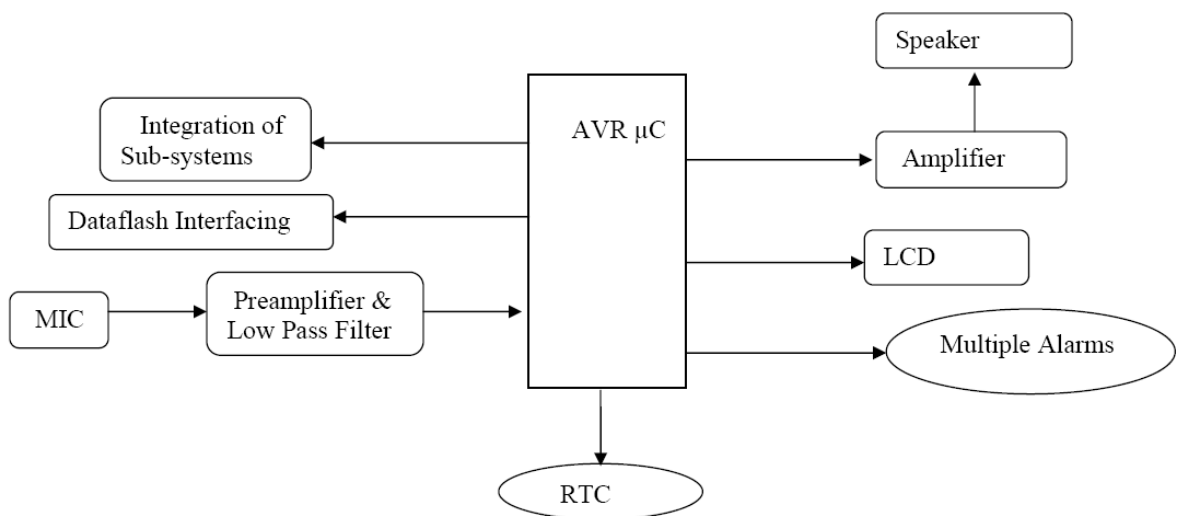 Speaker
Integration of
Sub-systems
AVR µC
Amplifier
Dataflash Interfacing
LCD
MIC
Preamplifier &
Low Pass Filter
Multiple Alarms
RTC